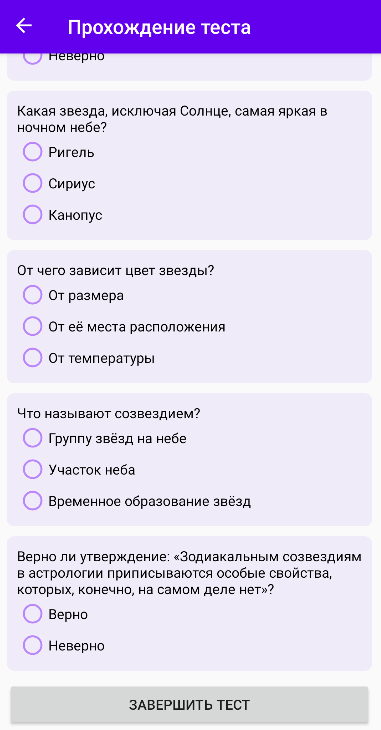 Прохождение теста
Неверно
Какая звезда, исключая Солнце, самая яркая в
ночном небе?
Ригель
Сириус
Канопус
От чего зависит цвет звезды?
От размера
От её места расположения
От температуры
Что называют созвездием?
Группу звёзд на небе
Участок неба
Временное образование звёзд
Верно ли утверждение: «Зодиакальным созвездиям
в астрологии приписываются особые свойства,
которых, конечно, на самом деле нет»?
Верно
Неверно
ЗАВЕРШИТЬ ТЕСТ